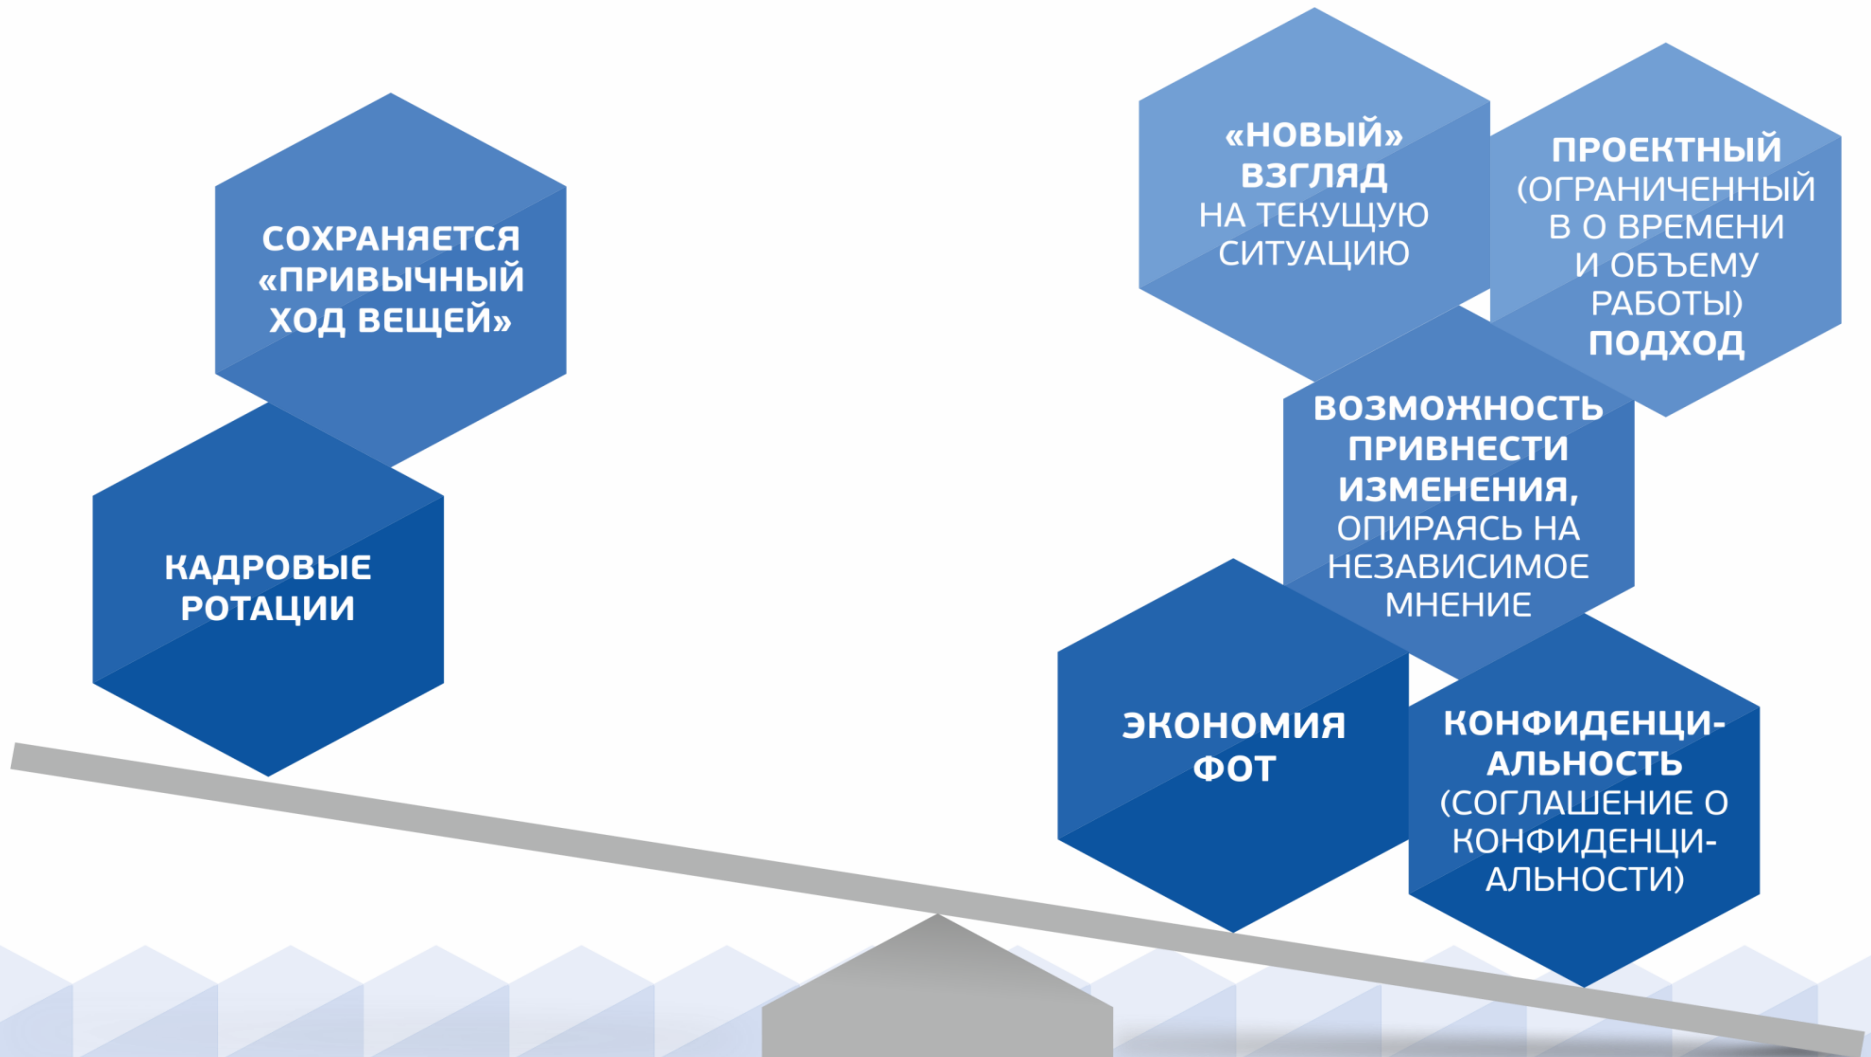 СОХРАНЯЕТСЯ
«ПРИВЫЧНЫЙ
ХОД ВЕЩЕЙ»
КАДРОВЫЕ
РОТАЦИИ
«НОВЫЙ»
ВЗГЛЯД
НА ТЕКУЩУЮ
СИТУАЦИЮ
ПРОЕКТНЫЙ
(ОГРАНИЧЕННЫЙ
В О ВРЕМЕНИ
И ОБЪЕМУ
РАБОТЫ)
ПОДХОД
ВОЗМОЖНОСТЬ
ПРИВНЕСТИ
ИЗМЕНЕНИЯ,
ОПИРАЯСЬ НА
НЕЗАВИСИМОЕ
МНЕНИЕ
ЭКОНОМИЯ
ФОТ
КОНФИДЕНЦИ-
АЛЬНОСТЬ
(СОГЛАШЕНИЕ О
КОНФИДЕНЦИ-
АЛЬНОСТИ)